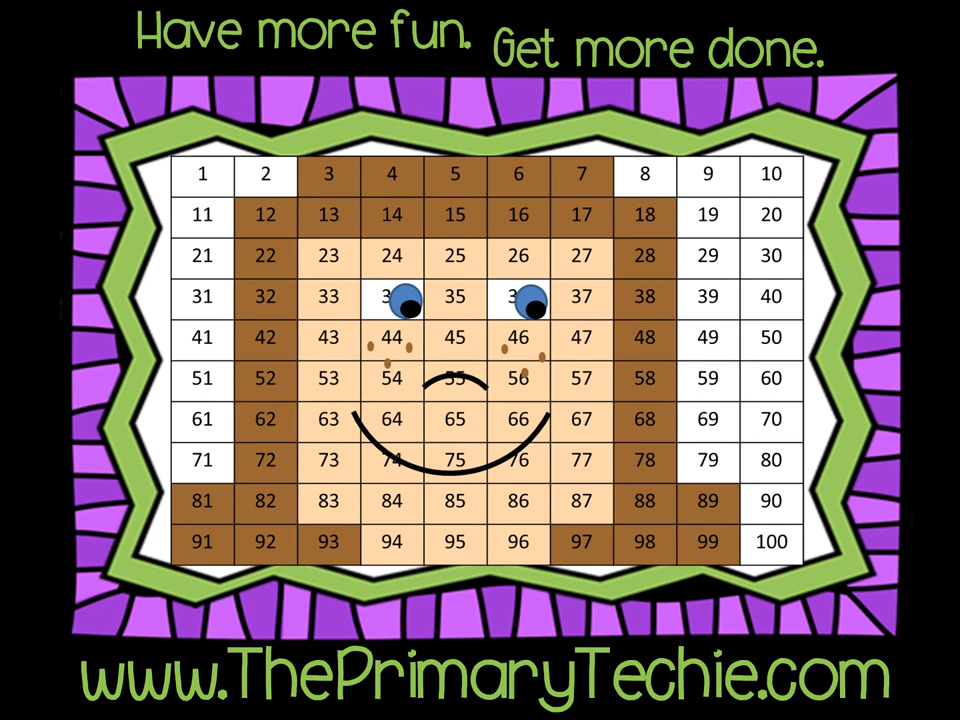 Have more fun. Get more done.
1 2 3 4 5 6 7 8 9 10
11 12 13 14 15 16 17 18 19 20
21 22 23 24 25 26 27 28 29 30
31 32 33 35 37 38 39 40
41 42 43 44 45 46 47 48 49 50
51 52 53 54 55 56 57 58 59 60
61 62 63 64 65 66 67 68 69 70
71 72 73 74 75 76 77 78 79 80
81 82 83 84 85 86 87 88 89 90
91 92 93 94 95 96 97 98 99 100
www.ThePrimaryTechie.com